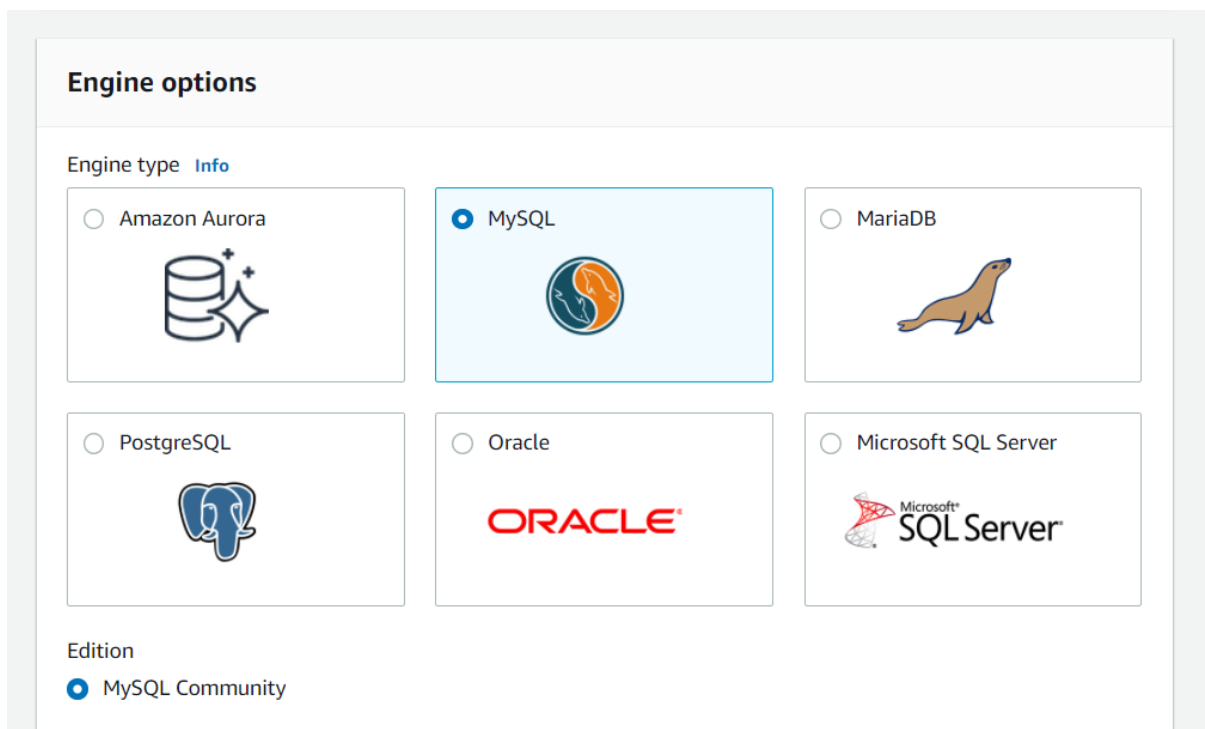 Engine options
Engine type Info
Amazon Aurora
MySQL
MariaDB
PostgreSQL
Oracle
ORACLE
Microsoft SQL Server
Microsoft®
SQL Server
Edition
MySQL Community